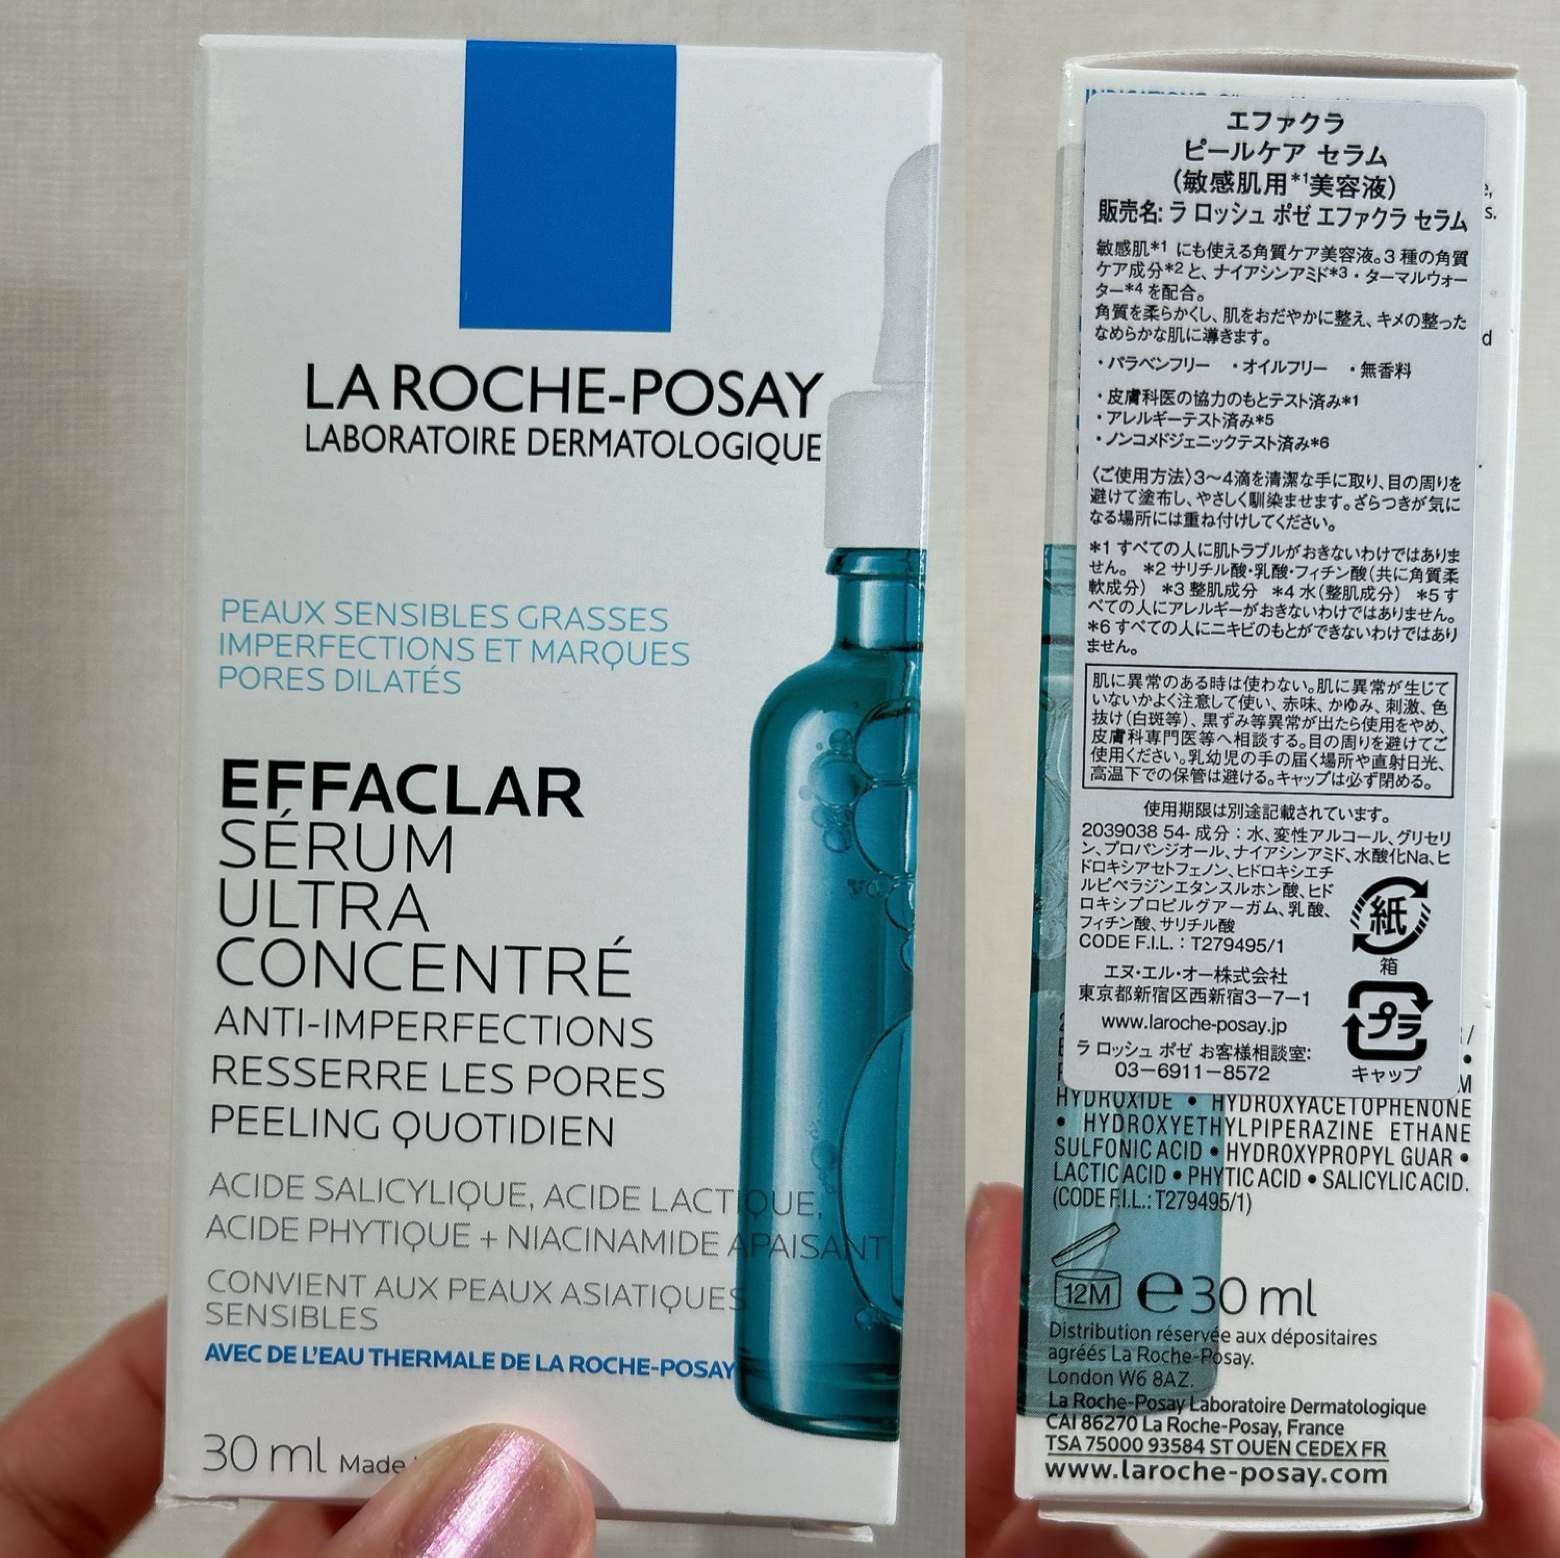 LA ROCHE-POSAY
LABORATOIRE DERMATOLOGIQUE
PEAUX SENSIBLES GRASSES
IMPERFECTIONS ET MARQUES
PORES DILATÉS
EFFACLAR
SÉRUM
ULTRA
CONCENTRÉ
ANTI-IMPERFECTIONS
RESSERRE LES PORES
PEELING QUOTIDIEN
ACIDE SALICYLIQUE, ACIDE LACTIQUE,
ACIDE PHYTIQUE + NIACINAMIDE APAISANT
CONVIENT AUX PEAUX ASIATIQUES
SENSIBLES
AVEC DE L'EAU THERMALE DE LA ROCHE-POSAY
30 ml Made
エファクラ
ピールケア セラム
(敏感肌用*1美容液)
販売名: ラ ロッシュ ポゼ エファクラ セラム
敏感肌*1 にも使える角質ケア美容液。3 種の角質
ケア成分*2 と、ナイアシンアミド*3・ターマルウォー
ター*4 を配合。
角質を柔らかくし、肌をおだやかに整え、キメの整った
なめらかな肌に導きます。
・パラベンフリー ・オイルフリー ・無香料
・皮膚科医の協力のもとテスト済み*1
・アレルギーテスト済み*5
・ノンコメドジェニックテスト済み*6
〈ご使用方法〉3〜4滴を清潔な手に取り、目の周りを
避けて塗布し、やさしく馴染ませます。ざらつきが気に
なる場所には重ね付けしてください。
*1 すべての人に肌トラブルがおきないわけではありま
せん。 *2 サリチル酸・乳酸・フィチン酸(共に角質柔
軟成分) *3 整肌成分 *4 水(整肌成分) *5 す
べての人にアレルギーがおきないわけではありません。
*6 すべての人にニキビのもとができないわけではあり
ません。
肌に異常のある時は使わない。肌に異常が生じて
いないかよく注意して使い、赤味、かゆみ、刺激、色
抜け(白斑等)、黒ずみ等異常が出たら使用をやめ、
皮膚科専門医等へ相談する。目の周りを避けてご
使用ください。乳幼児の手の届く場所や直射日光、
高温下での保管は避ける。キャップは必ず閉める。
使用期限は別途記載されています。
2039038 54- 成分 : 水、変性アルコール、グリセリ
ン、プロパンジオール、ナイアシンアミド、水酸化Na、ヒ
ドロキシアセトフェノン、ヒドロキシエチ
ルピペラジンエタンスルホン酸、ヒド
ロキシプロピルグアーガム、乳酸、
フィチン酸、サリチル酸
CODE F.I.L. : T279495/1
紙
箱
エヌ・エル・オー株式会社
東京都新宿区西新宿3-7-1
www.laroche-posay.jp
ラ ロッシュ ポゼ お客様相談室:
03-6911-8572
プラ
キャップ
HYDROXIDE • HYDROXYACETOPHENONE
• HYDROXYETHYLPIPERAZINE ETHANE
SULFONIC ACID • HYDROXYPROPYL GUAR •
LACTIC ACID • PHYTIC ACID • SALICYLIC ACID.
(CODE F.I.L.: T279495/1)
12M e 30 ml
Distribution réservée aux dépositaires
agréés La Roche-Posay.
London W6 8AZ.
La Roche-Posay Laboratoire Dermatologique
CAI 86270 La Roche-Posay, France
TSA 75000 93584 ST OUEN CEDEX FR
www.laroche-posay.com